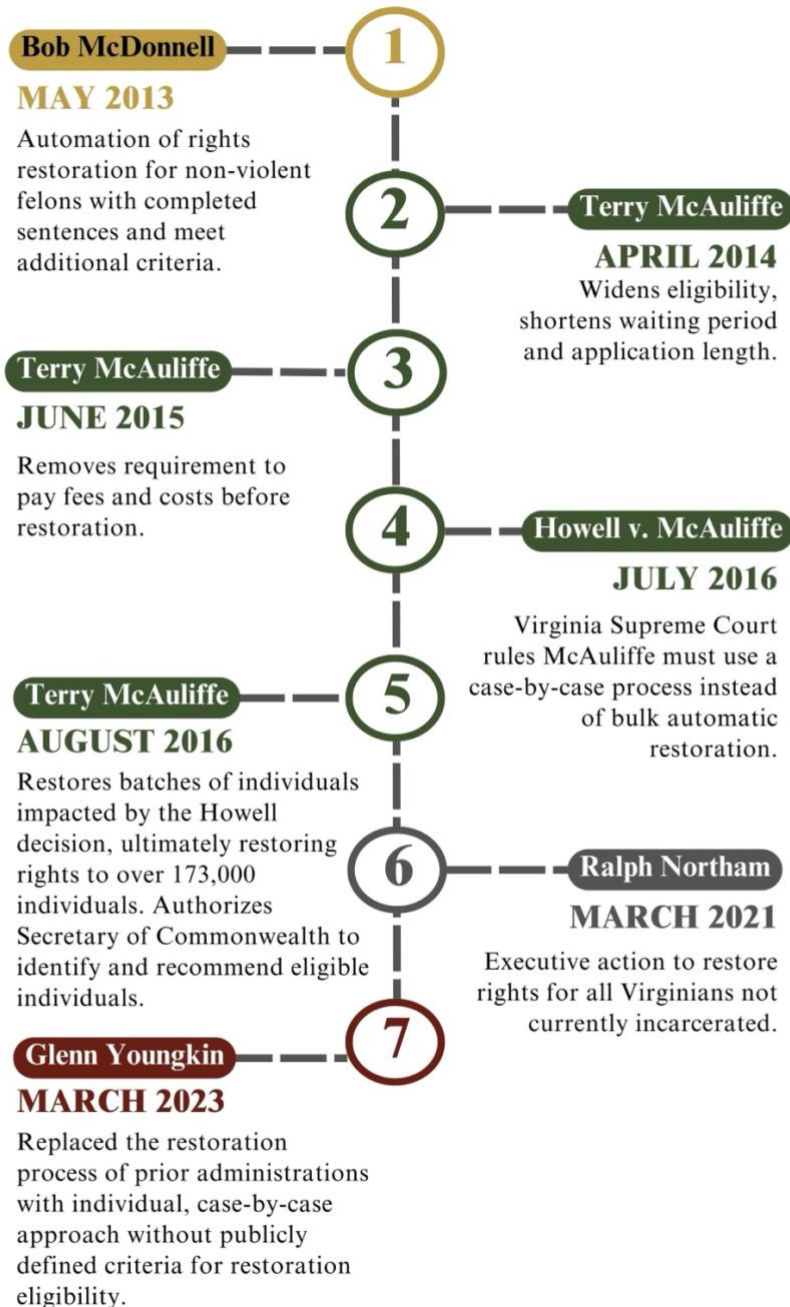 1
Bob McDonnell
MAY 2013
Automation of rights
restoration for non-violent
felons with completed
sentences and meet
additional criteria.
2
Terry McAuliffe
APRIL 2014
Widens eligibility,
shortens waiting period
and application length.
3
Terry McAuliffe
JUNE 2015
Removes requirement to
pay fees and costs before
restoration.
4
Howell v. McAuliffe
JULY 2016
Virginia Supreme Court
rules McAuliffe must use a
case-by-case process instead
of bulk automatic
restoration.
5
Terry McAuliffe
AUGUST 2016
Restores batches of individuals
impacted by the Howell
decision, ultimately restoring
rights to over 173,000
individuals. Authorizes
Secretary of Commonwealth to
identify and recommend eligible
individuals.
6
Ralph Northam
MARCH 2021
Executive action to restore
rights for all Virginians not
currently incarcerated.
7
Glenn Youngkin
MARCH 2023
Replaced the restoration
process of prior administrations
with individual, case-by-case
approach without publicly
defined criteria for restoration
eligibility.